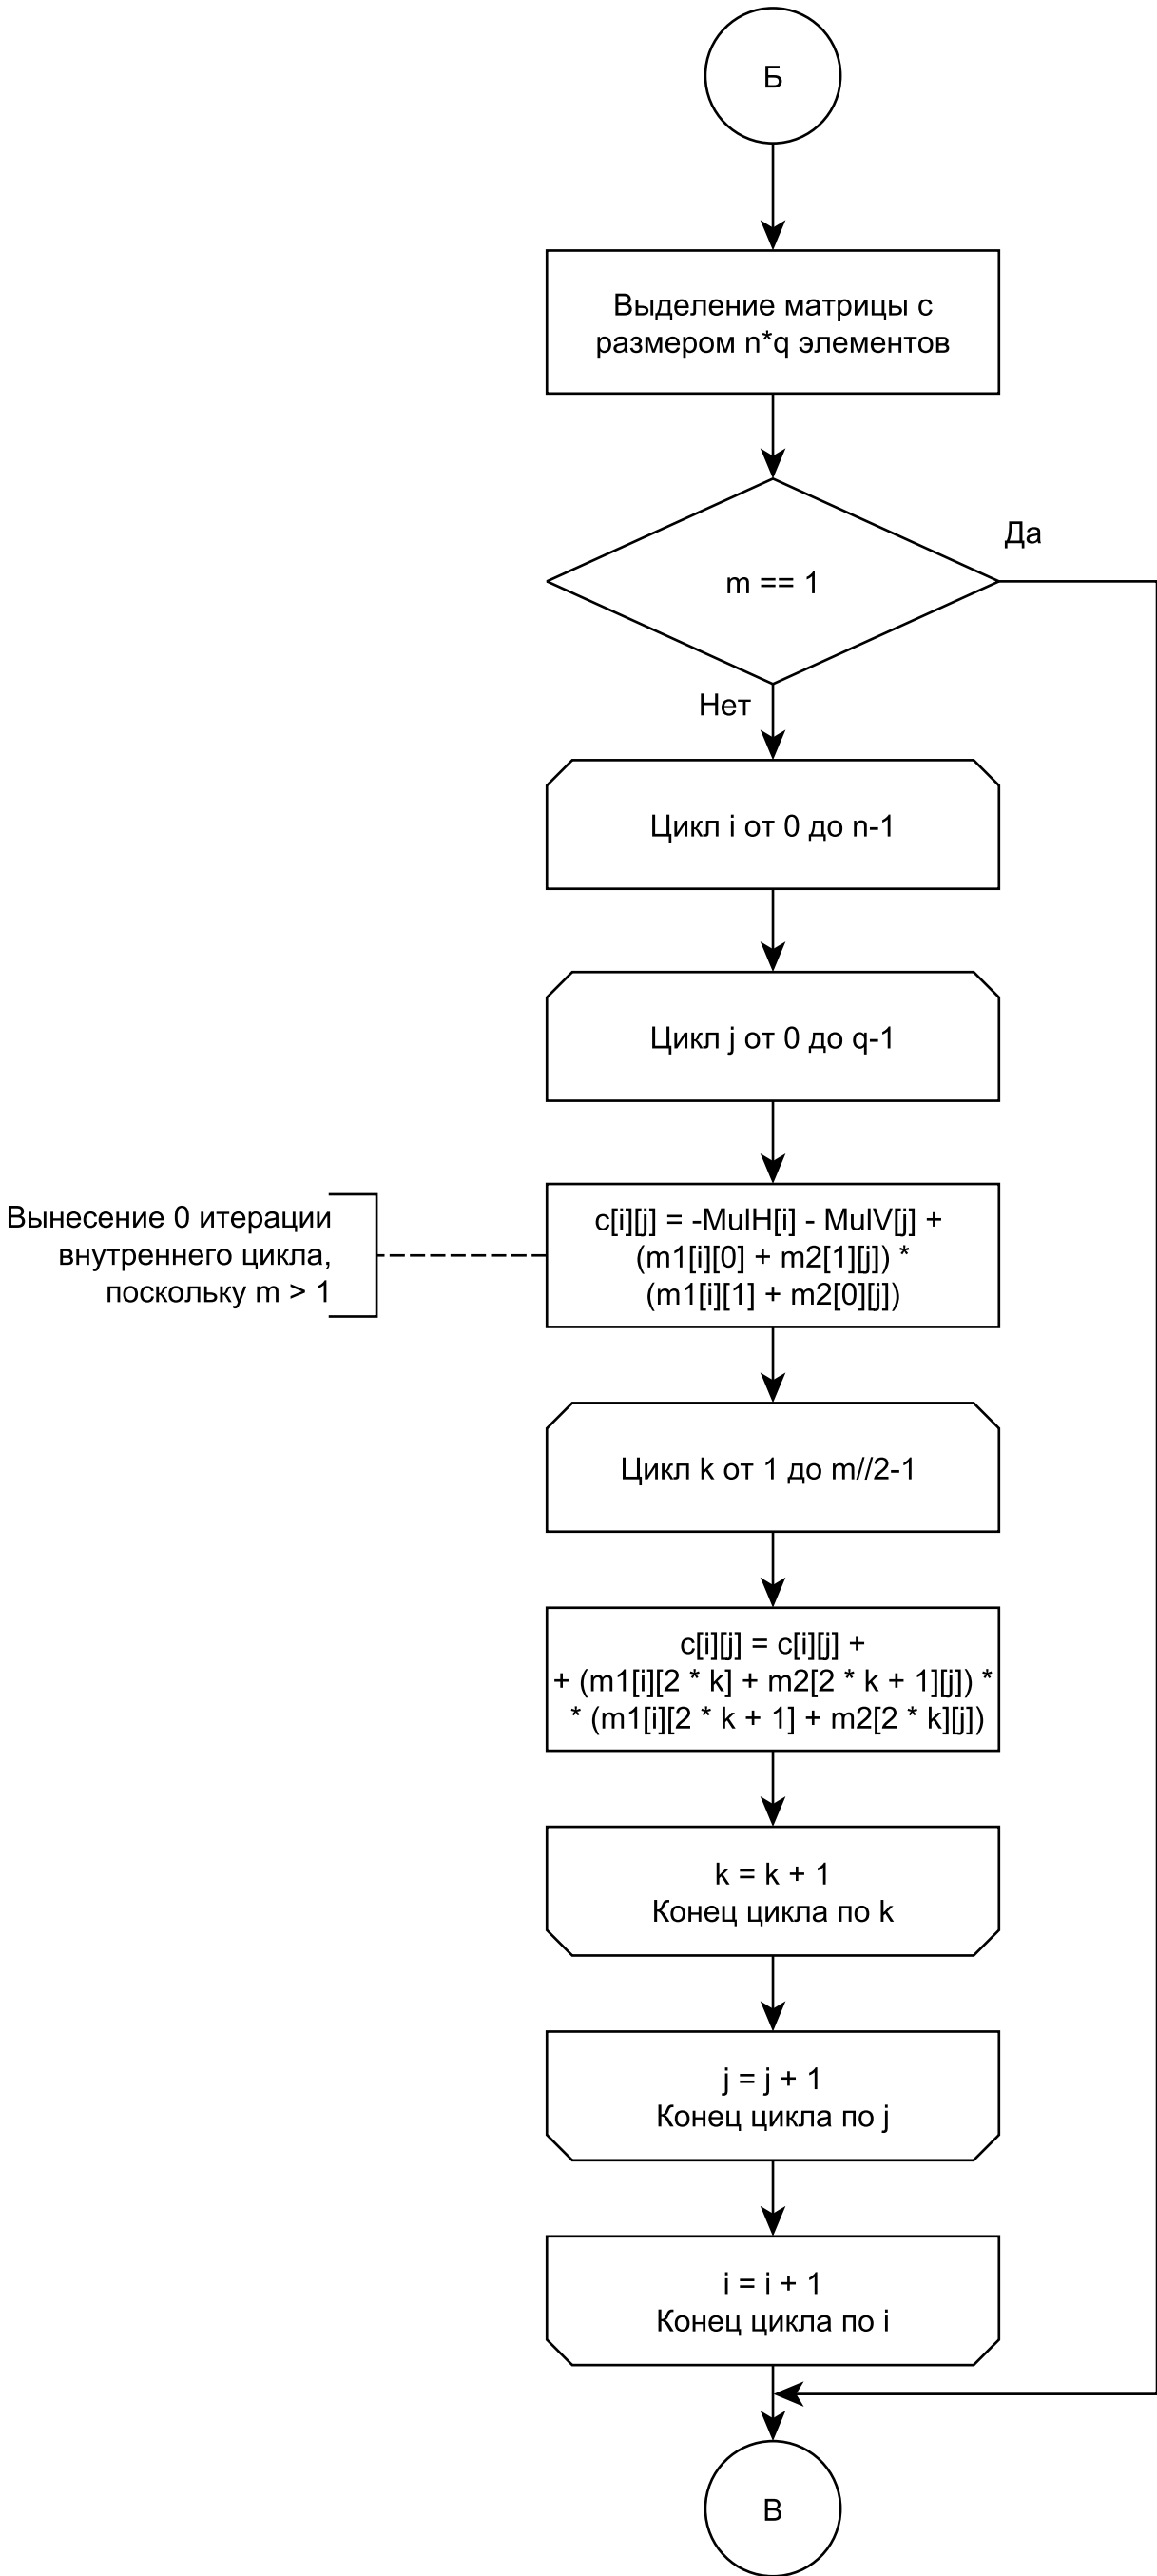 Б
Выделение матрицы с
размером n*q элементов
Да
m == 1
Нет
Цикл i от 0 до n-1
Цикл j от 0 до q-1
Вынесение 0 итерации
внутреннего цикла,
поскольку m > 1
c[i][j] = -MulH[i] - MulV[j] +
(m1[i][0] + m2[1][j]) *
(m1[i][1] + m2[0][j])
Цикл k от 1 до m//2-1
c[i][j] = c[i][j] +
+ (m1[i][2 * k] + m2[2 * k + 1][j]) *
* (m1[i][2 * k + 1] + m2[2 * k][j])
k = k + 1
Конец цикла по k
j = j + 1
Конец цикла по j
i = i + 1
Конец цикла по i
В